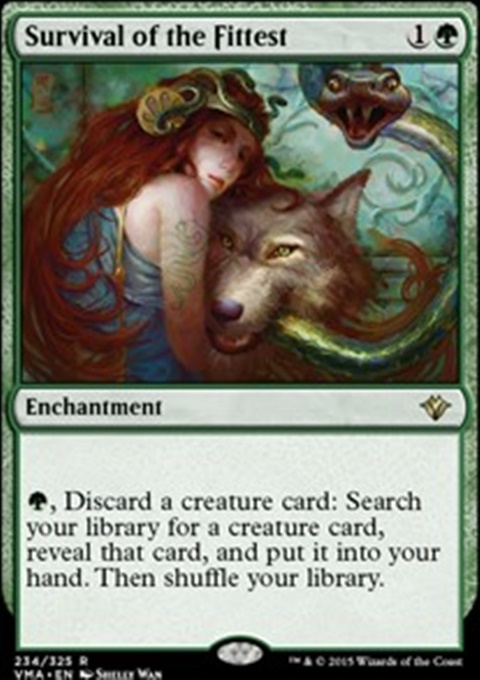 Survival of the Fittest 1
Enchantment
, Discard a creature card: Search
your library for a creature card,
reveal that card, and put it into your
hand. Then shuffle your library.
234/325 R
VMA • EN Shelly Wan
™ & © 2015 Wizards of the Coast